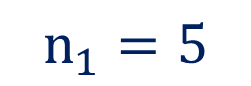 n₁ = 5